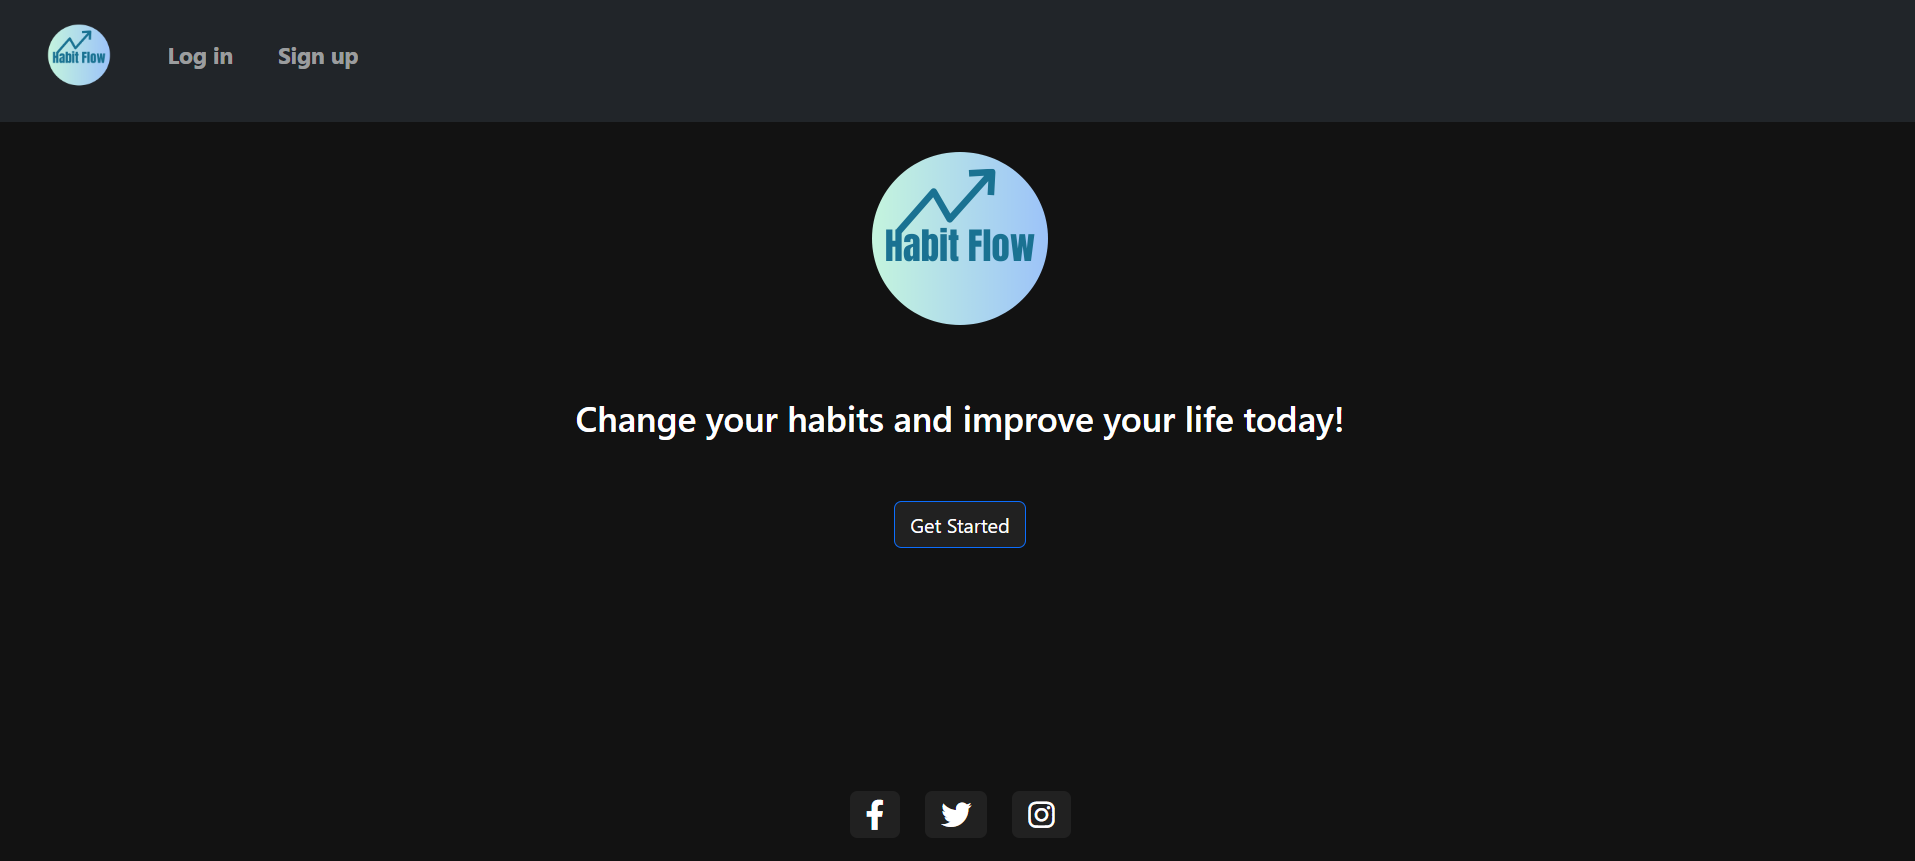 Habit Flow
Log in
Sign up
Habit Flow
Change your habits and improve your life today!
Get Started